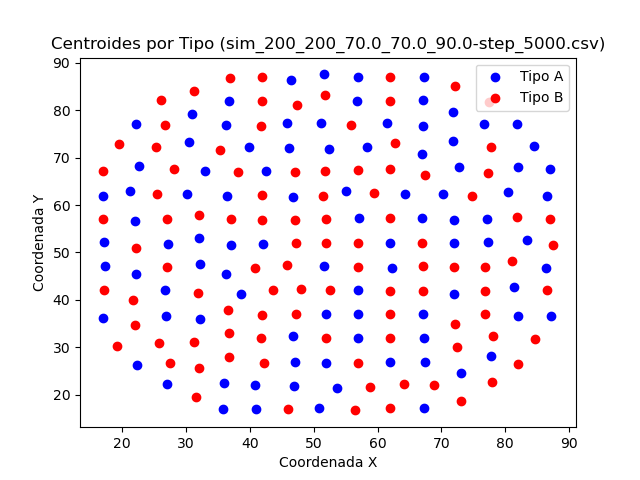 Centroides por Tipo (sim_200_200_70.0_70.0_90.0-step_5000.csv)
Tipo A
Tipo B
90
80
70
60
50
40
30
20
Coordenada Y
20 30 40 50 60 70 80 90
Coordenada X